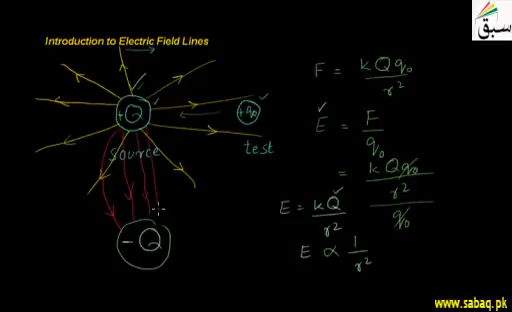 Introduction to Electric Field Lines
سبق
F = kQq₀/r²
+Q
+q₀
E = F/q₀
source
test
= kQq₀/r²/q₀
E = kQ/r²
- Q
E ∝ 1/r²
www.sabaq.pk